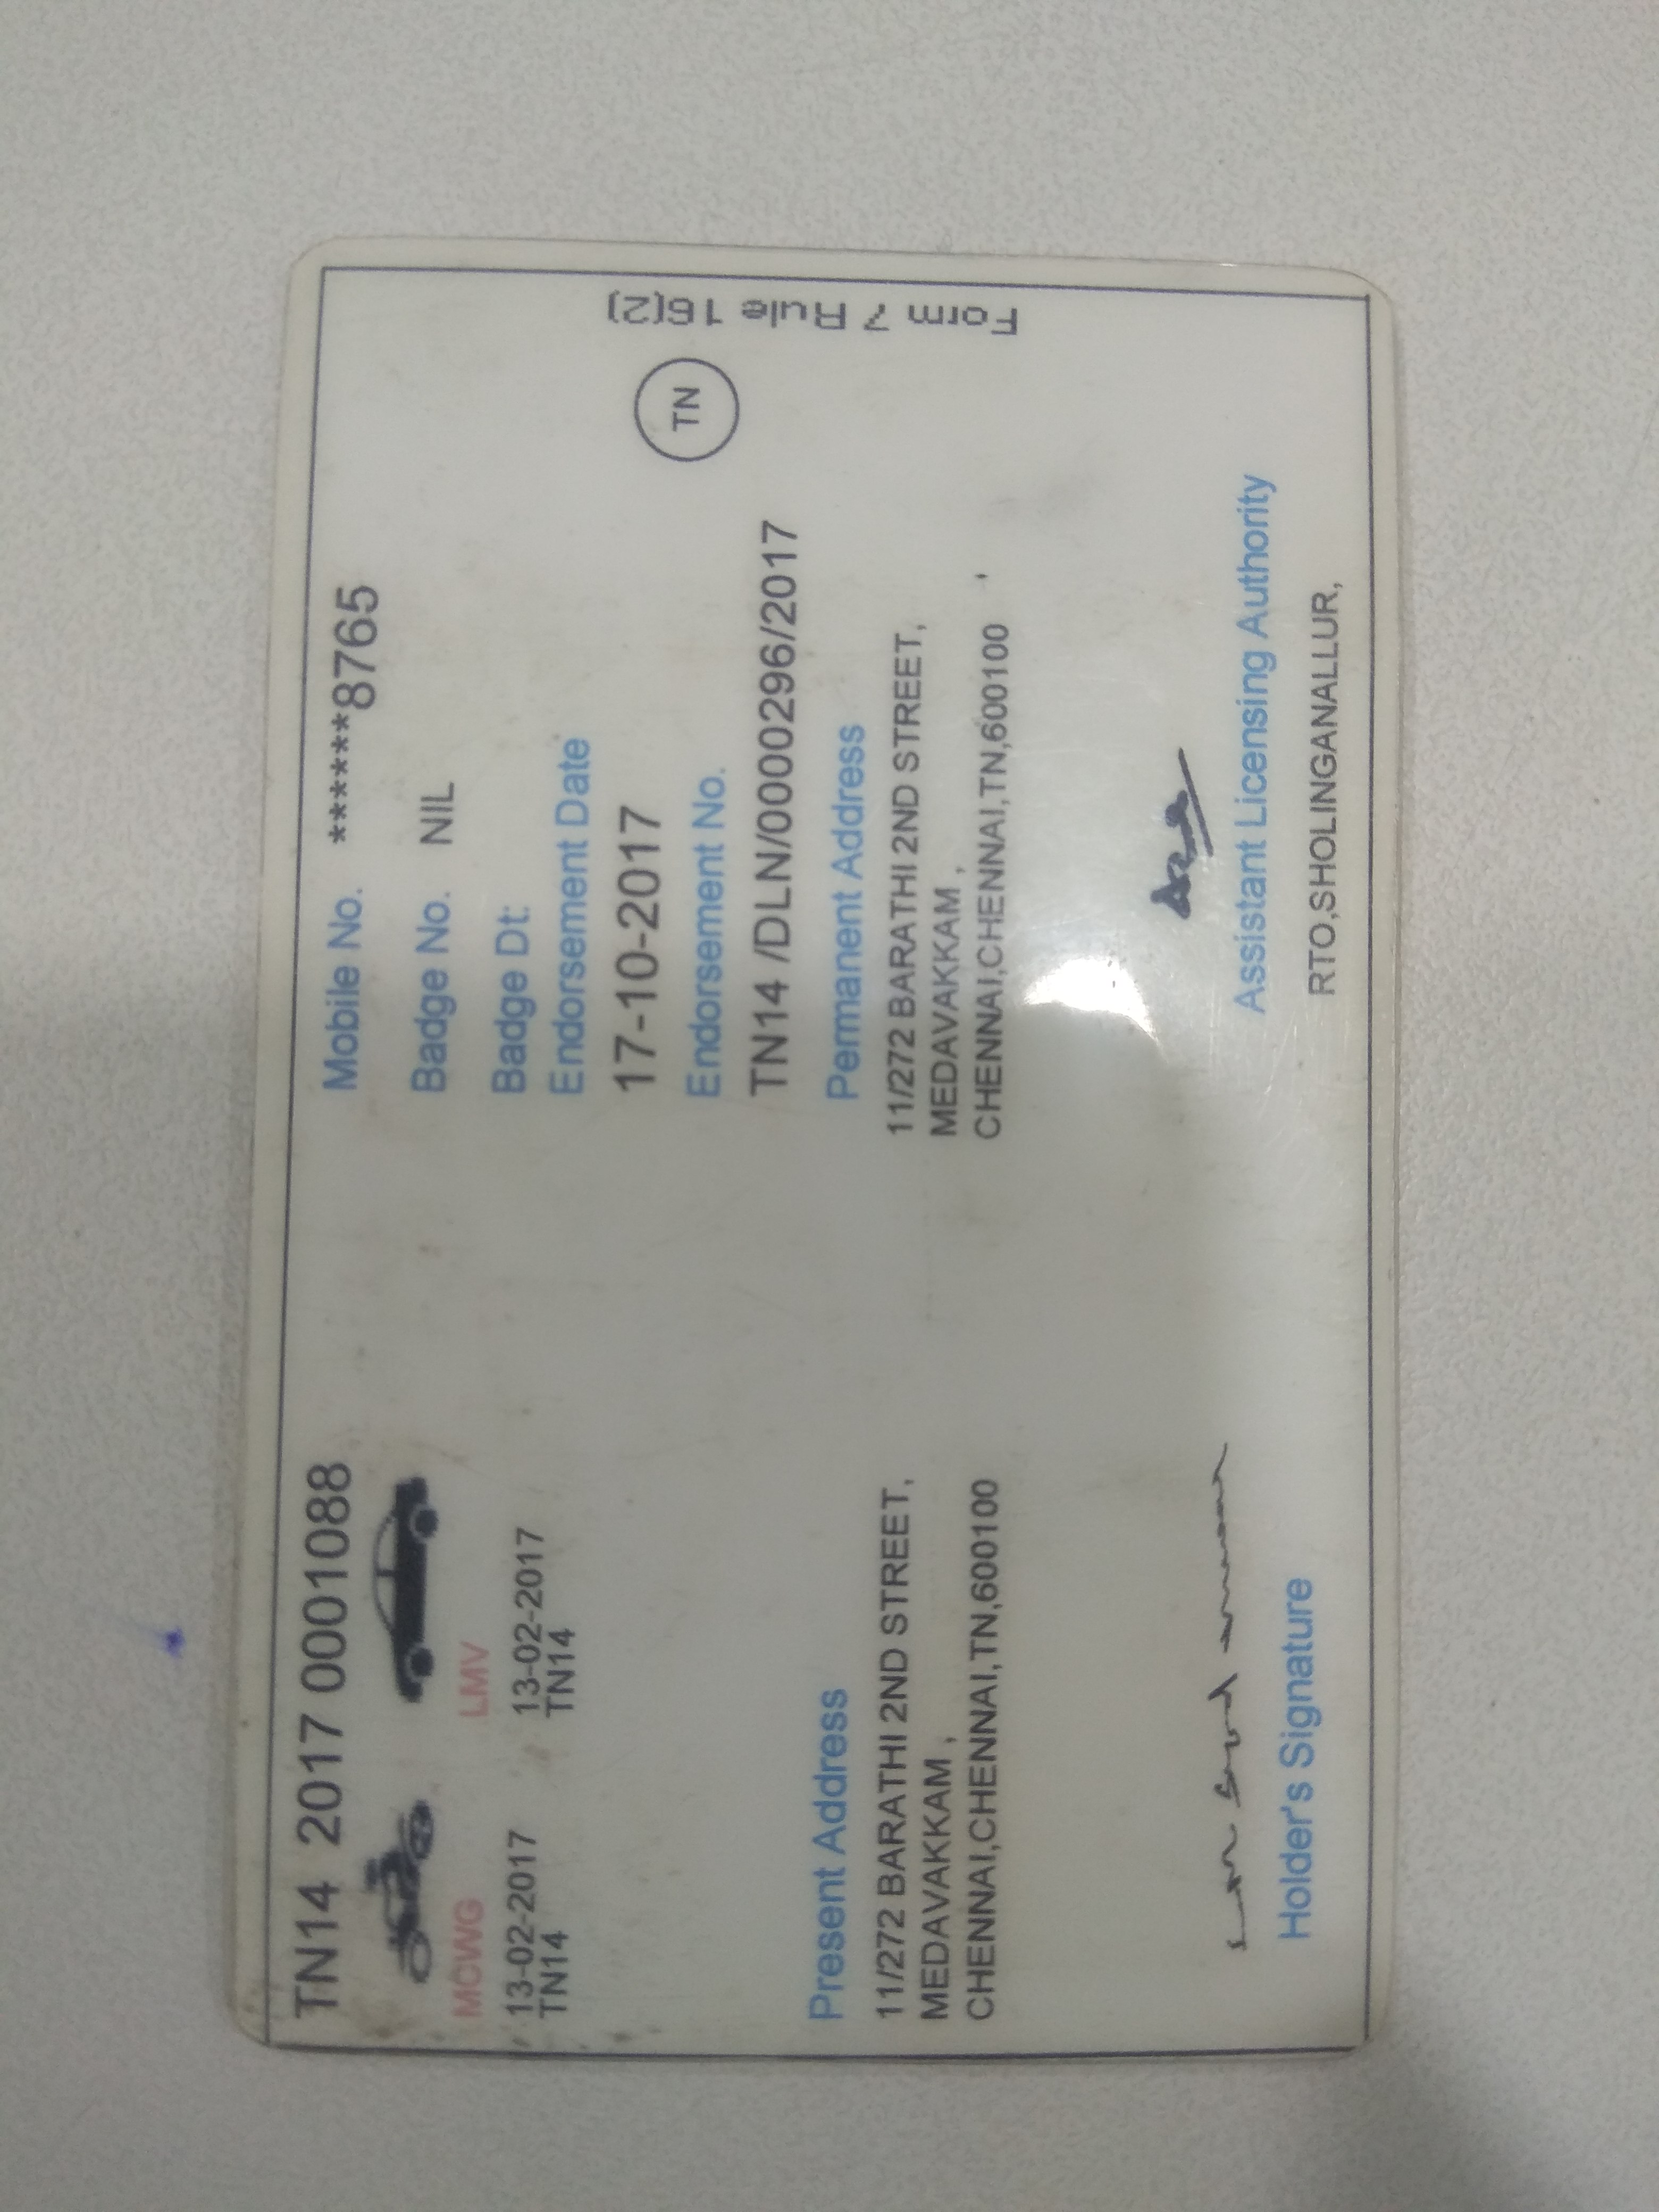 TN14 2017 0001088
MCWG
13-02-2017
TN14
LMV
13-02-2017
TN14
Present Address
11/272 BARATHI 2ND STREET,
MEDAVAKKAM ,
CHENNAI,CHENNAI,TN,600100
Holder's Signature
Mobile No. ******8765
Badge No. NIL
Badge Dt:
Endorsement Date
17-10-2017
Endorsement No.
TN14 /DLN/0000296/2017
Permanent Address
11/272 BARATHI 2ND STREET,
MEDAVAKKAM ,
CHENNAI,CHENNAI,TN,600100
Assistant Licensing Authority
RTO,SHOLINGANALLUR,
TN
Form 7 Rule 16(2)